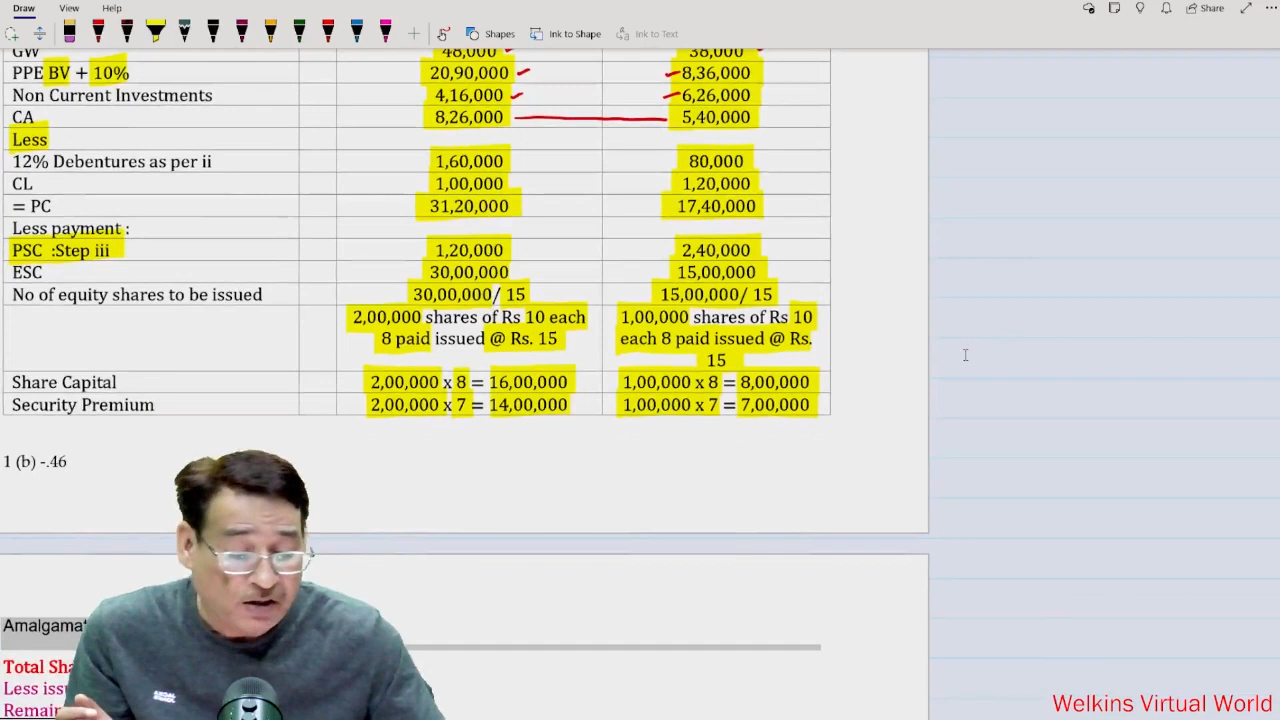 Draw View Help
Share
Shapes Ink to Shape Ink to Text
GW 48,000 38,000
PPE BV + 10% 20,90,000 8,36,000
Non Current Investments 4,16,000 6,26,000
CA 8,26,000 5,40,000
Less
12% Debentures as per ii 1,60,000 80,000
CL 1,00,000 1,20,000
= PC 31,20,000 17,40,000
Less payment :
PSC :Step iii 1,20,000 2,40,000
ESC 30,00,000 15,00,000
No of equity shares to be issued 30,00,000/ 15 15,00,000/ 15
2,00,000 shares of Rs 10 each 1,00,000 shares of Rs 10
8 paid issued @ Rs. 15 each 8 paid issued @ Rs.
15
Share Capital 2,00,000 x 8 = 16,00,000 1,00,000 x 8 = 8,00,000
Security Premium 2,00,000 x 7 = 14,00,000 1,00,000 x 7 = 7,00,000
1 (b) -.46
Amalgama
Total Sha
Less iss
Remain
Welkins Virtual World